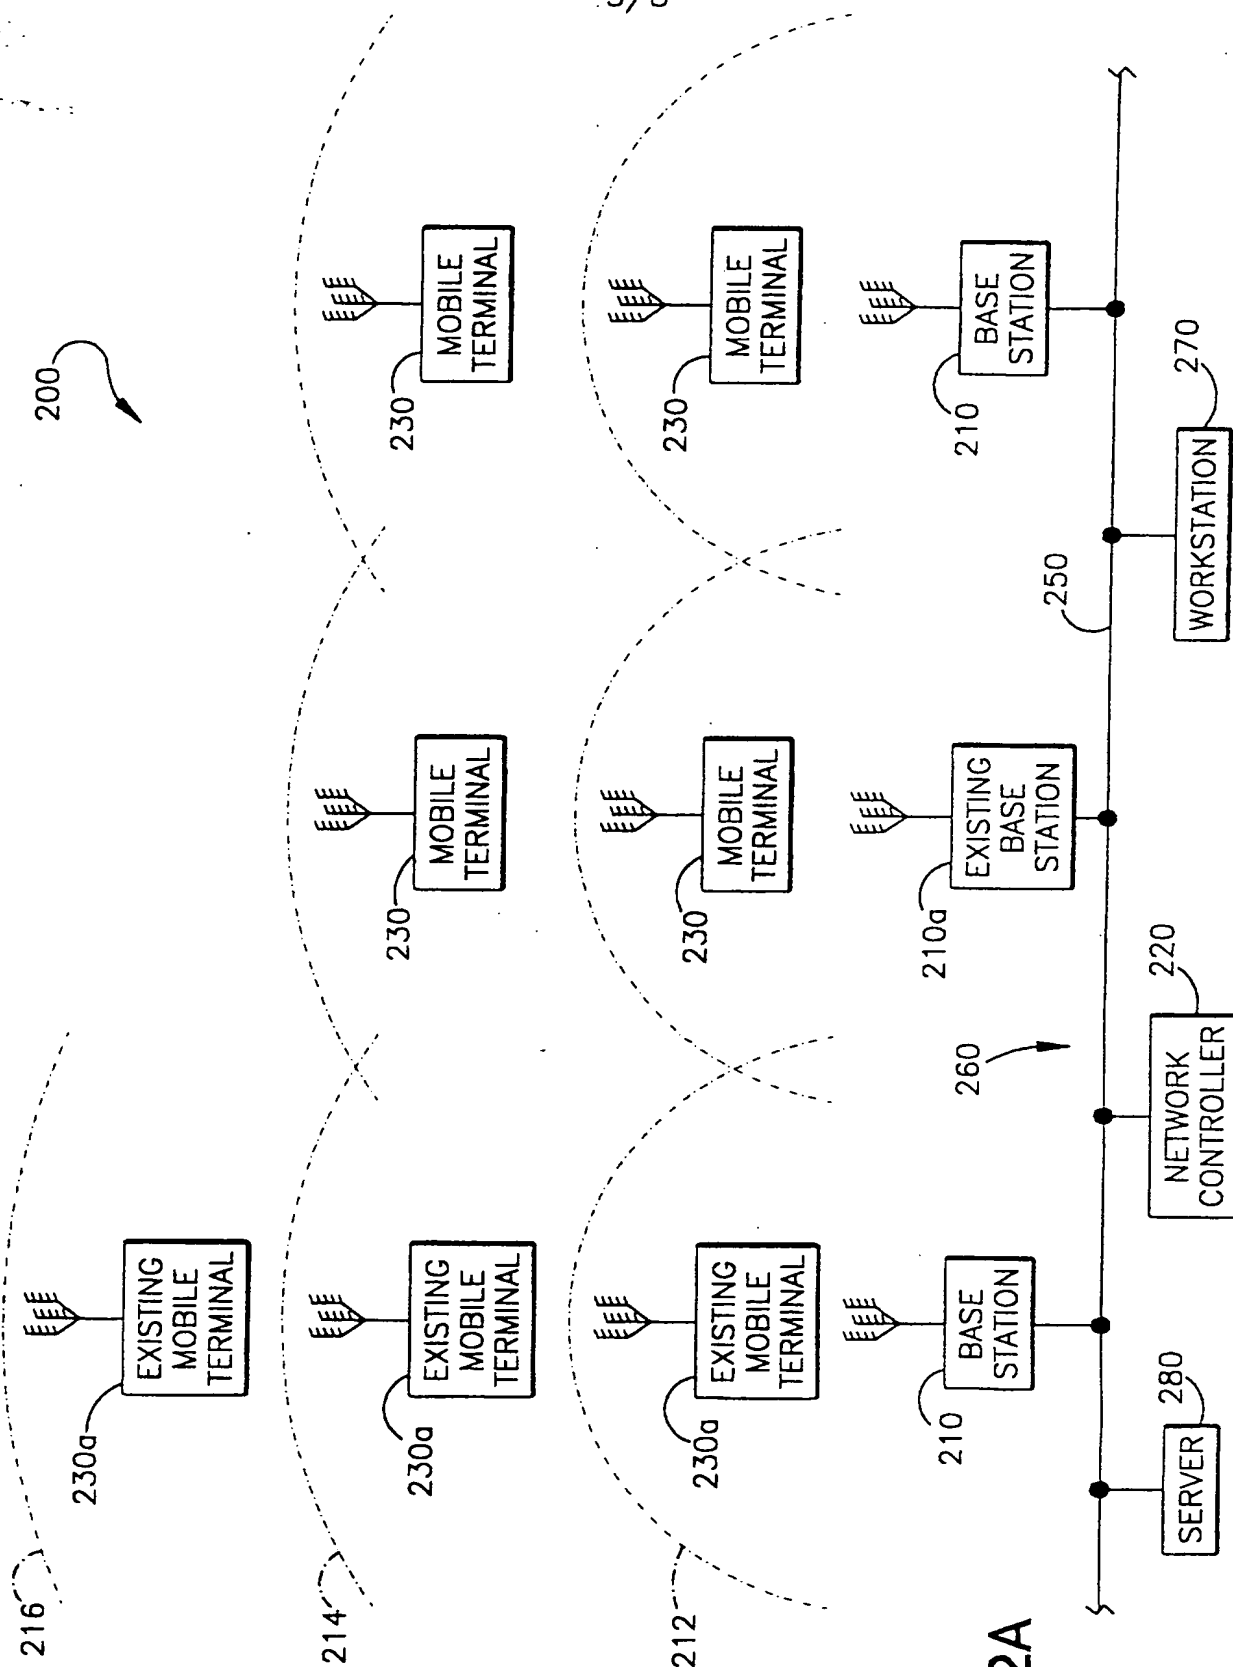 200
216
230a
EXISTING
MOBILE
TERMINAL
214
230a
EXISTING
MOBILE
TERMINAL
230
MOBILE
TERMINAL
230
MOBILE
TERMINAL
212
230a
EXISTING
MOBILE
TERMINAL
230
MOBILE
TERMINAL
230
MOBILE
TERMINAL
210
BASE
STATION
210a
EXISTING
BASE
STATION
210
BASE
STATION
260
250
280
SERVER
220
NETWORK
CONTROLLER
270
WORKSTATION
2A